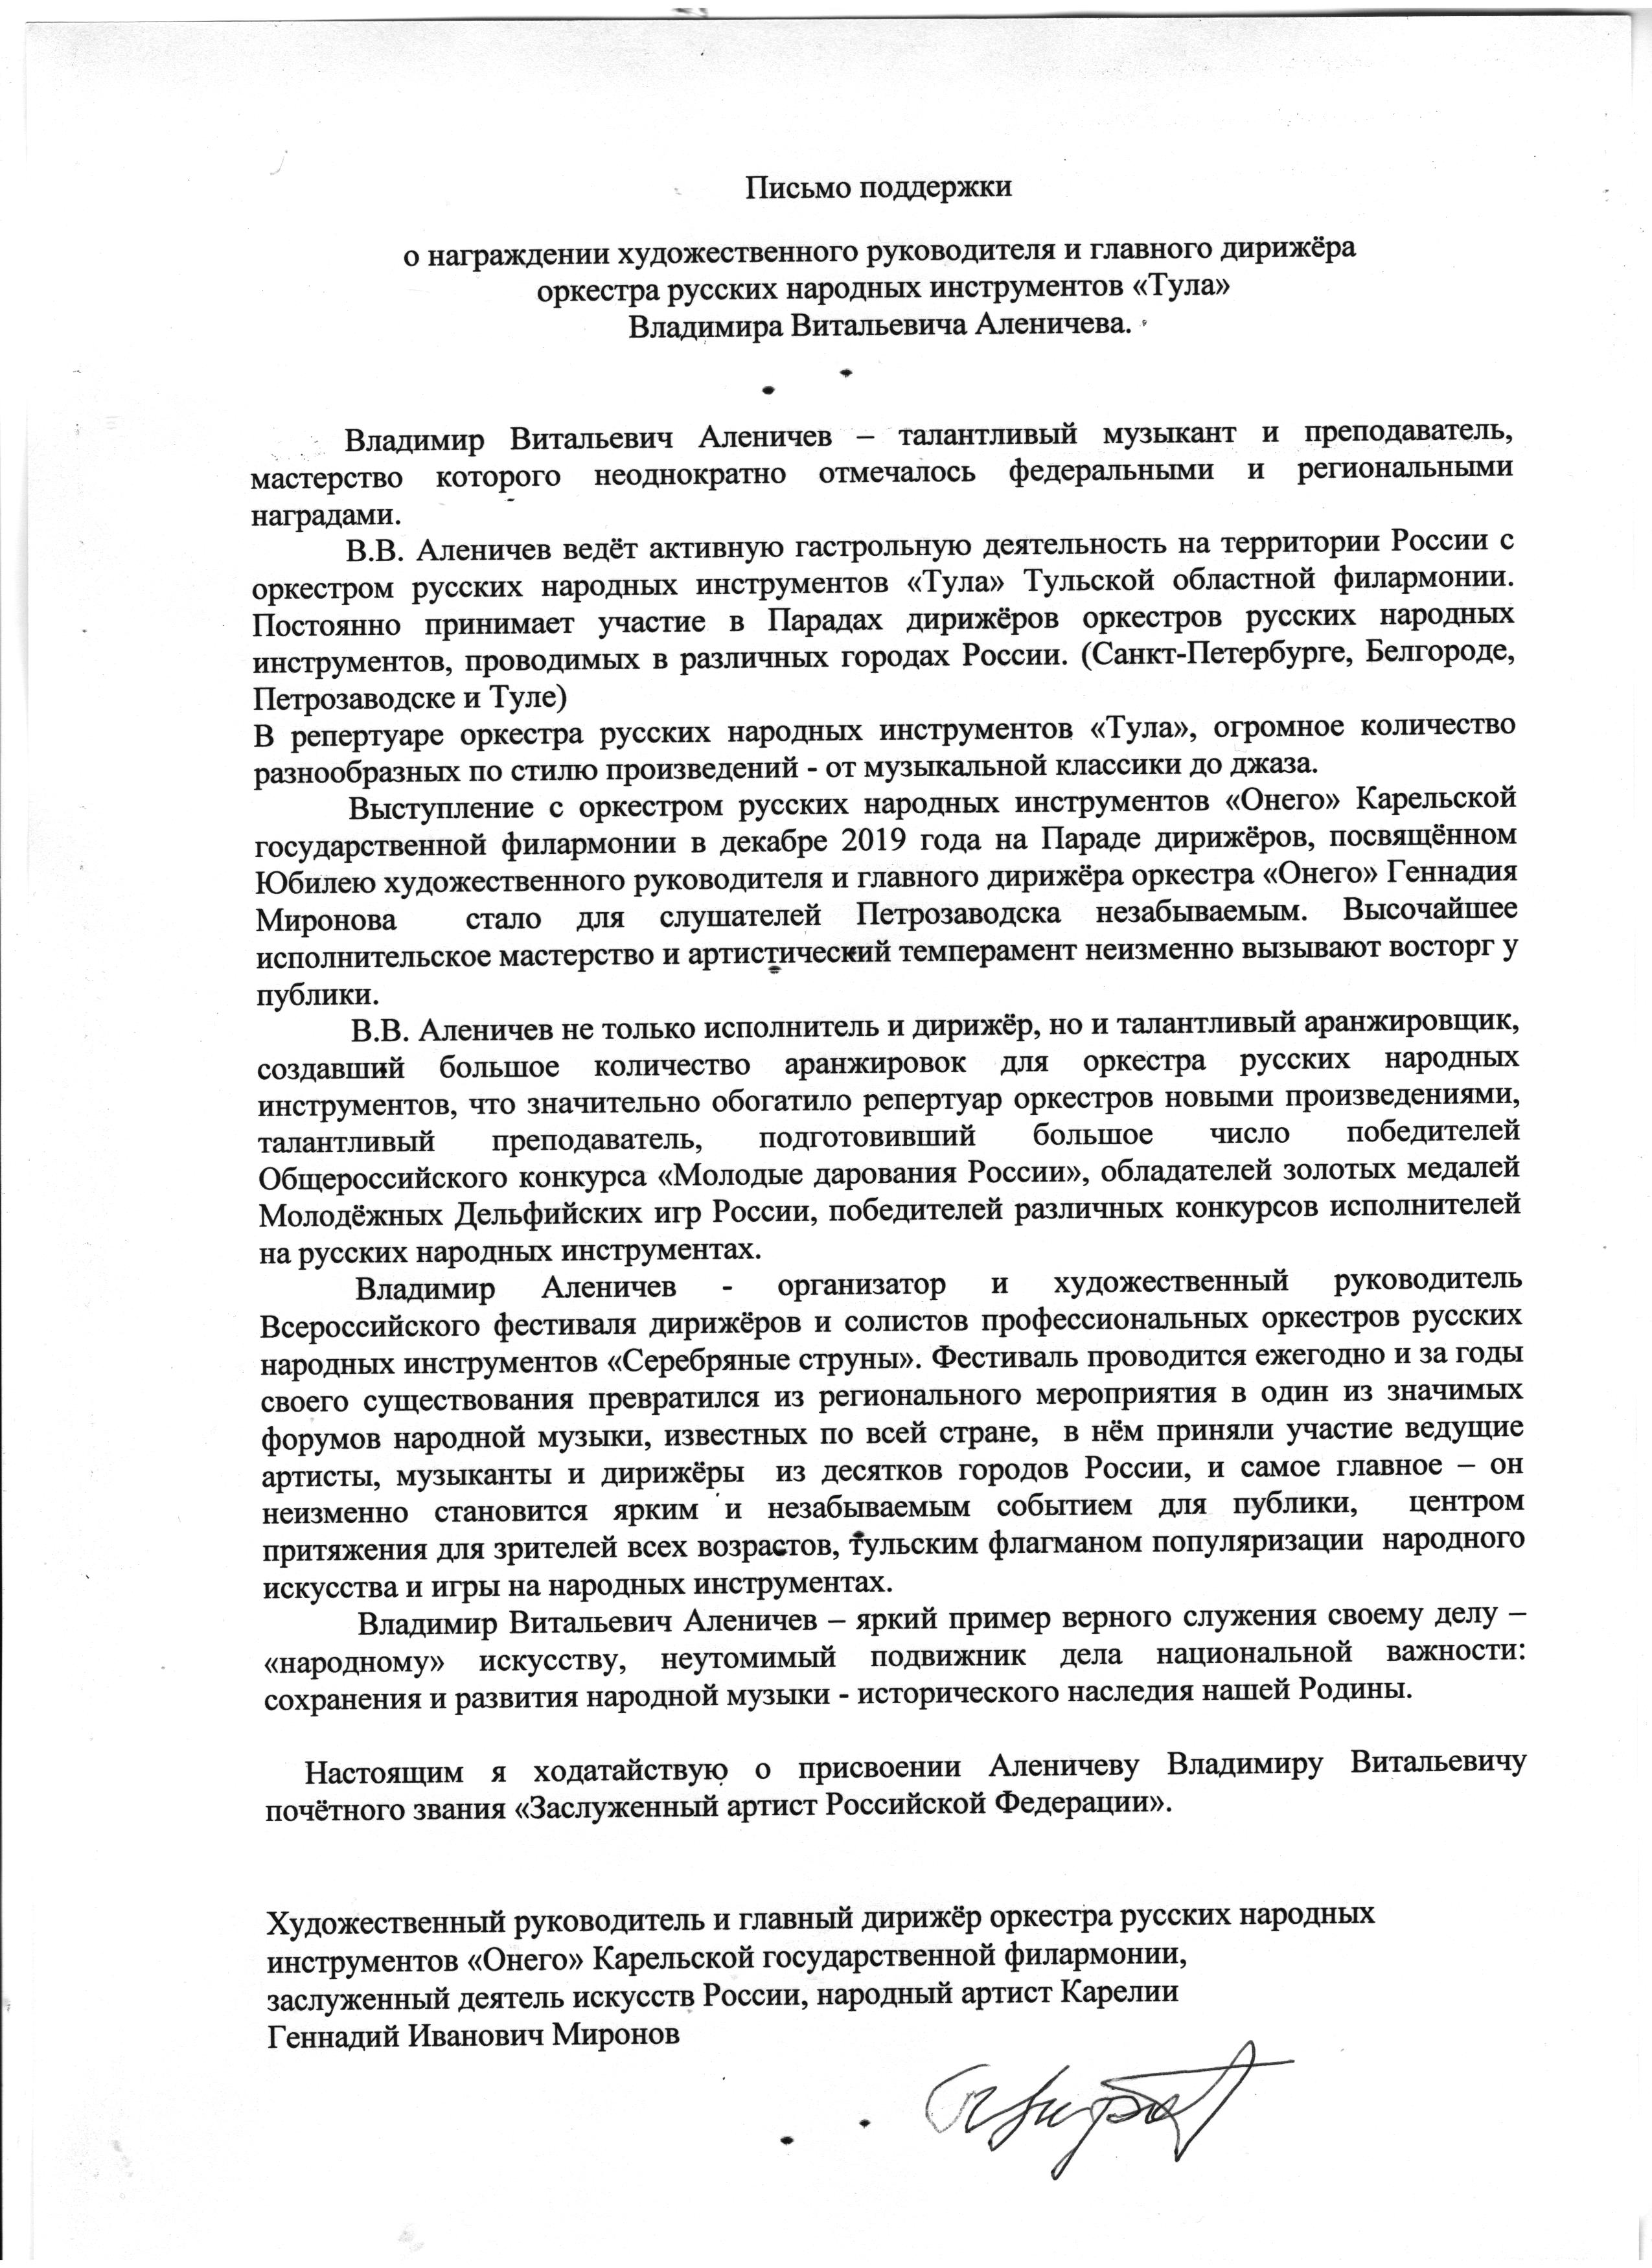 Письмо поддержки
о награждении художественного руководителя и главного дирижёра
оркестра русских народных инструментов «Тула»
Владимира Витальевича Аленичева.
Владимир Витальевич Аленичев – талантливый музыкант и преподаватель,
мастерство которого неоднократно отмечалось федеральными и региональными
наградами.
В.В. Аленичев ведёт активную гастрольную деятельность на территории России с
оркестром русских народных инструментов «Тула» Тульской областной филармонии.
Постоянно принимает участие в Парадах дирижёров оркестров русских народных
инструментов, проводимых в различных городах России. (Санкт-Петербурге, Белгороде,
Петрозаводске и Туле)
В репертуаре оркестра русских народных инструментов «Тула», огромное количество
разнообразных по стилю произведений - от музыкальной классики до джаза.
Выступление с оркестром русских народных инструментов «Онего» Карельской
государственной филармонии в декабре 2019 года на Параде дирижёров, посвящённом
Юбилею художественного руководителя и главного дирижёра оркестра «Онего» Геннадия
Миронова стало для слушателей Петрозаводска незабываемым. Высочайшее
исполнительское мастерство и артистический темперамент неизменно вызывают восторг у
публики.
В.В. Аленичев не только исполнитель и дирижёр, но и талантливый аранжировщик,
создавший большое количество аранжировок для оркестра русских народных
инструментов, что значительно обогатило репертуар оркестров новыми произведениями,
талантливый преподаватель, подготовивший большое число победителей
Общероссийского конкурса «Молодые дарования России», обладателей золотых медалей
Молодёжных Дельфийских игр России, победителей различных конкурсов исполнителей
на русских народных инструментах.
Владимир Аленичев - организатор и художественный руководитель
Всероссийского фестиваля дирижёров и солистов профессиональных оркестров русских
народных инструментов «Серебряные струны». Фестиваль проводится ежегодно и за годы
своего существования превратился из регионального мероприятия в один из значимых
форумов народной музыки, известных по всей стране, в нём приняли участие ведущие
артисты, музыканты и дирижёры из десятков городов России, и самое главное – он
неизменно становится ярким и незабываемым событием для публики, центром
притяжения для зрителей всех возрастов, тульским флагманом популяризации народного
искусства и игры на народных инструментах.
Владимир Витальевич Аленичев – яркий пример верного служения своему делу –
«народному» искусству, неутомимый подвижник дела национальной важности:
сохранения и развития народной музыки - исторического наследия нашей Родины.
Настоящим я ходатайствую о присвоении Аленичеву Владимиру Витальевичу
почётного звания «Заслуженный артист Российской Федерации».
Художественный руководитель и главный дирижёр оркестра русских народных
инструментов «Онего» Карельской государственной филармонии,
заслуженный деятель искусств России, народный артист Карелии
Геннадий Иванович Миронов